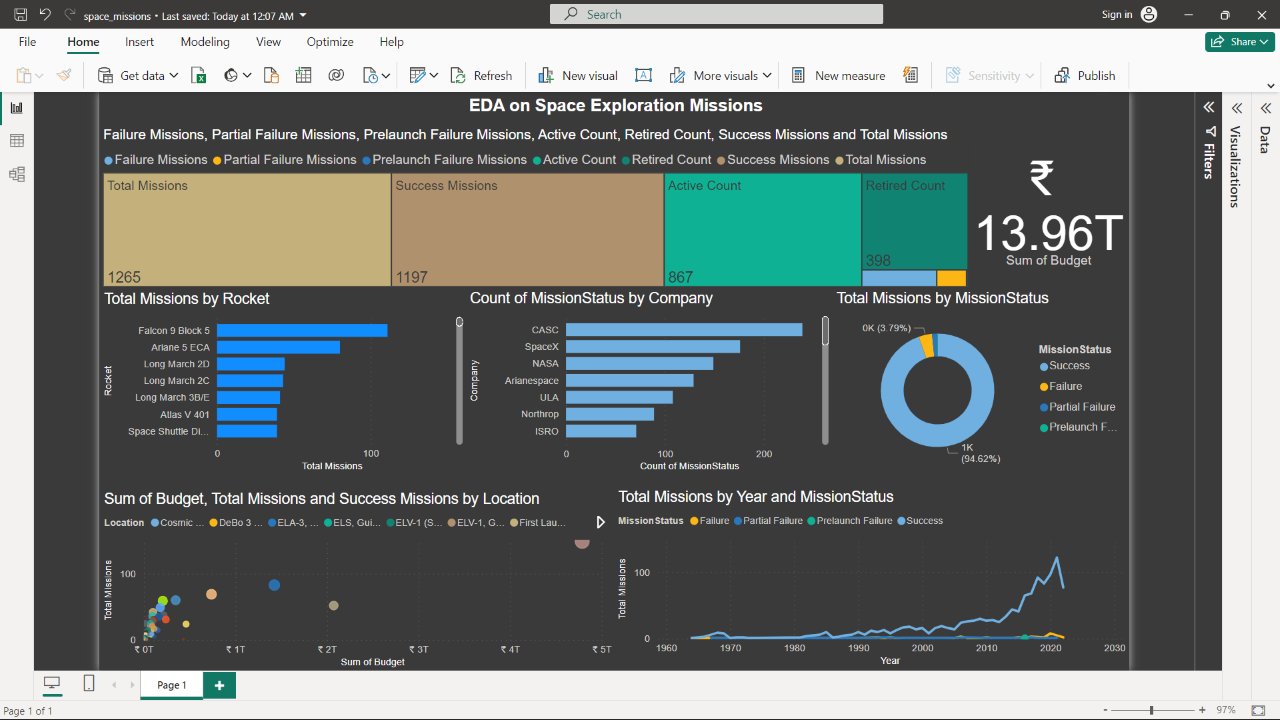 space_missions • Last saved: Today at 12:07 AM
Search
Sign in
File Home Insert Modeling View Optimize Help
Share
Get data
Refresh
New visual
More visuals
New measure
Sensitivity
Publish
EDA on Space Exploration Missions
Failure Missions, Partial Failure Missions, Prelaunch Failure Missions, Active Count, Retired Count, Success Missions and Total Missions
Failure Missions Partial Failure Missions Prelaunch Failure Missions Active Count Retired Count Success Missions Total Missions
Total Missions
1265
Success Missions
1197
Active Count
867
Retired Count
398
₹
13.96T
Sum of Budget
Filters
Visualizations
Data
Total Missions by Rocket
Rocket
Falcon 9 Block 5
Ariane 5 ECA
Long March 2D
Long March 2C
Long March 3B/E
Atlas V 401
Space Shuttle Di...
0 100
Total Missions
Count of MissionStatus by Company
Company
CASC
SpaceX
NASA
Arianespace
ULA
Northrop
ISRO
0 100 200
Count of MissionStatus
Total Missions by MissionStatus
0K (3.79%)
1K
(94.62%)
MissionStatus
Success
Failure
Partial Failure
Prelaunch F...
Sum of Budget, Total Missions and Success Missions by Location
Location Cosmic ... DeBo 3 ... ELA-3, ... ELS, Gui... ELV-1 (S... ELV-1, G... First Lau...
Total Missions
100
0
₹ 0T ₹ 1T ₹ 2T ₹ 3T ₹ 4T ₹ 5T
Sum of Budget
Total Missions by Year and MissionStatus
MissionStatus Failure Partial Failure Prelaunch Failure Success
Total Missions
100
0
1960 1970 1980 1990 2000 2010 2020 2030
Year
Page 1
+
Page 1 of 1
- + 97%